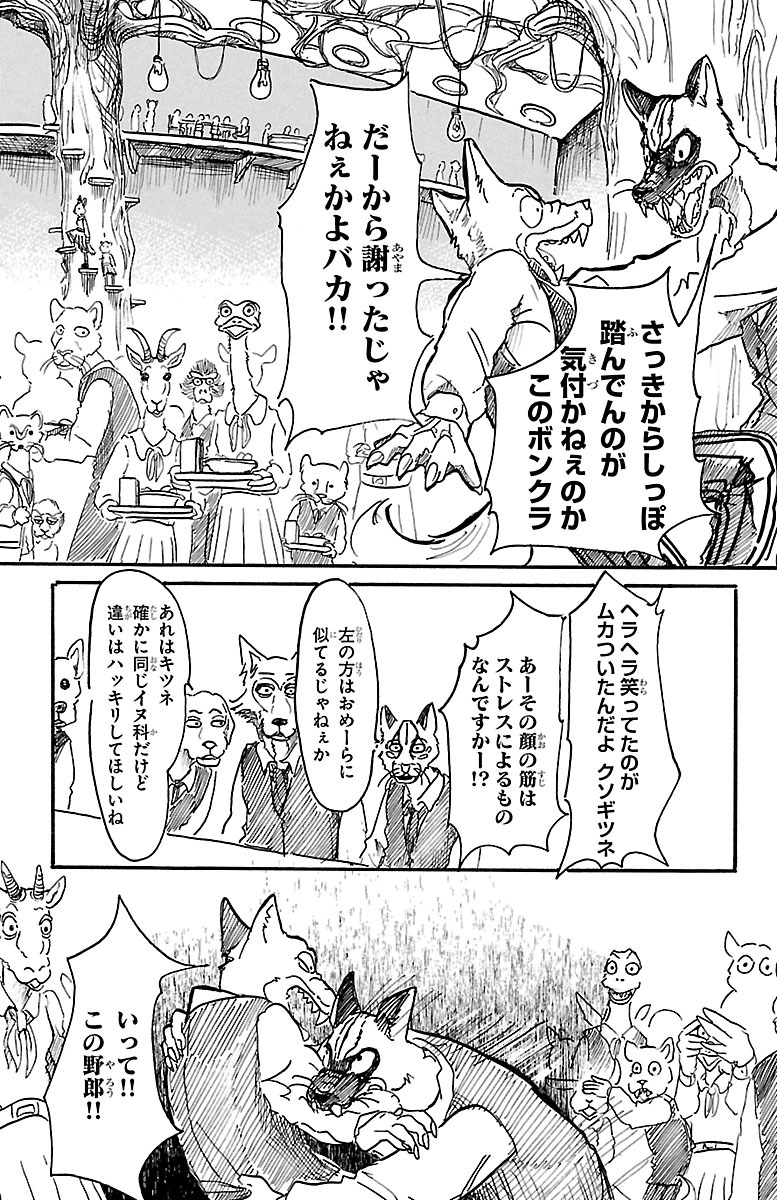 さっきからしっぽ
踏んでんのが
気付かねぇのか
このボンクラ
だーから謝ったじゃ
ねぇかよバカ!!
ヘラヘラ笑ってたのが
ムカついたんだよ クソギツネ
あーその顔の筋は
ストレスによるもの
なんですかー!?
左の方はおめーらに
似てるじゃねぇか
あれはキツネ
確かに同じイヌ科だけど
違いはハッキリしてほしいね
いって!!
この野郎!!